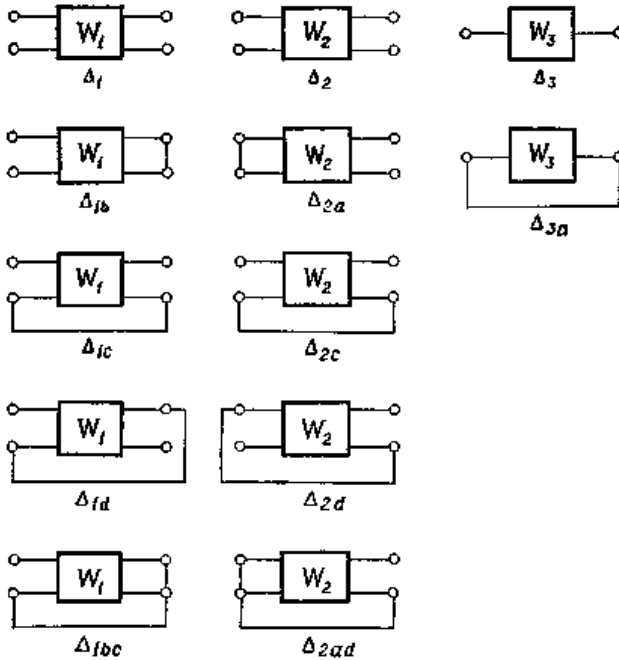 W₁ W₂ W₃
Δ₁ Δ₂ Δ₃
W₁ W₂ W₃
Δ₁b Δ₂a Δ₃a
W₁ W₂
Δ₁c Δ₂c
W₁ W₂
Δ₁d Δ₂d
W₁ W₂
Δ₁bc Δ₂ad